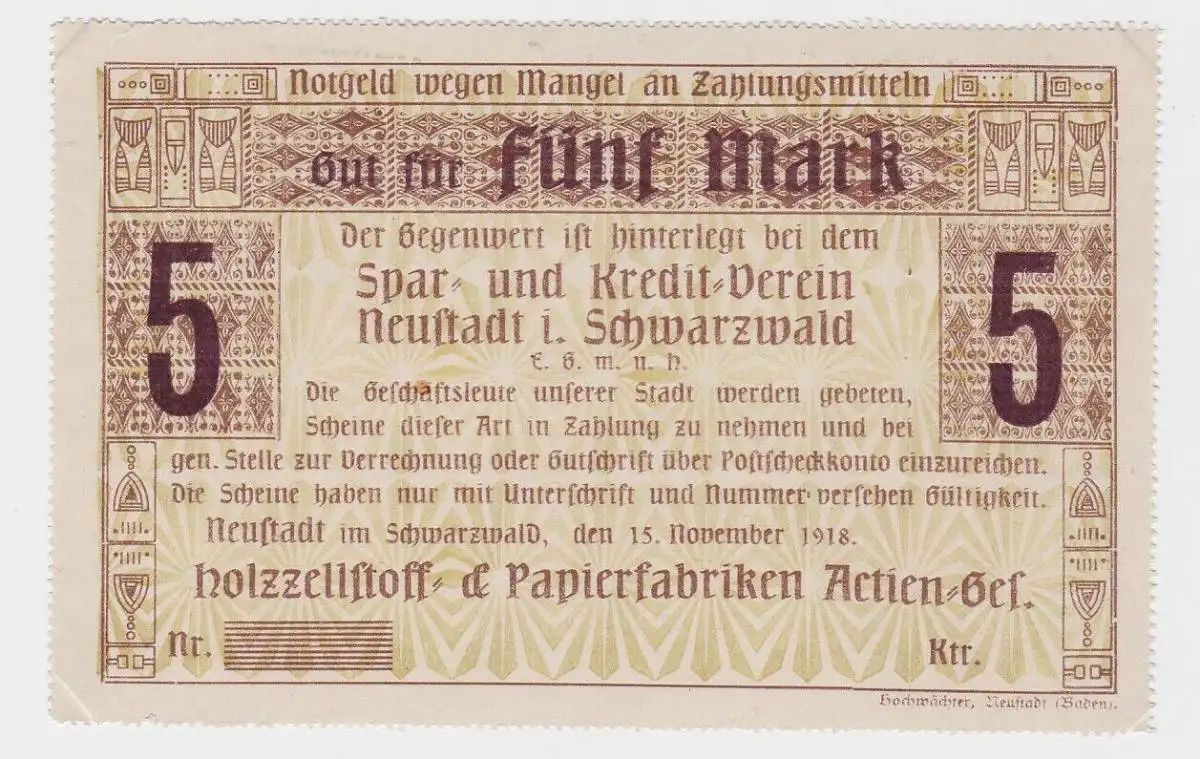 Notgeld wegen Mangel an Zahlungsmitteln
Gut für Fünf Mark
5
5
Der Gegenwert ist hinterlegt bei dem
Spar- und Kredit-Verein
Neustadt i. Schwarzwald
E. G. m. u. H.
Die Geschäftsleute unserer Stadt werden gebeten,
Scheine dieser Art in Zahlung zu nehmen und bei
gen. Stelle zur Verrechnung oder Gutschrift über Postscheckkonto einzureichen.
Die Scheine haben nur mit Unterschrift und Nummer versehen Gültigkeit.
Neustadt im Schwarzwald, den 15. November 1918.
Holzzellstoff- & Papierfabriken Actien-Ges.
Nr.
Ktr.
Hochwächter, Neustadt (Baden).